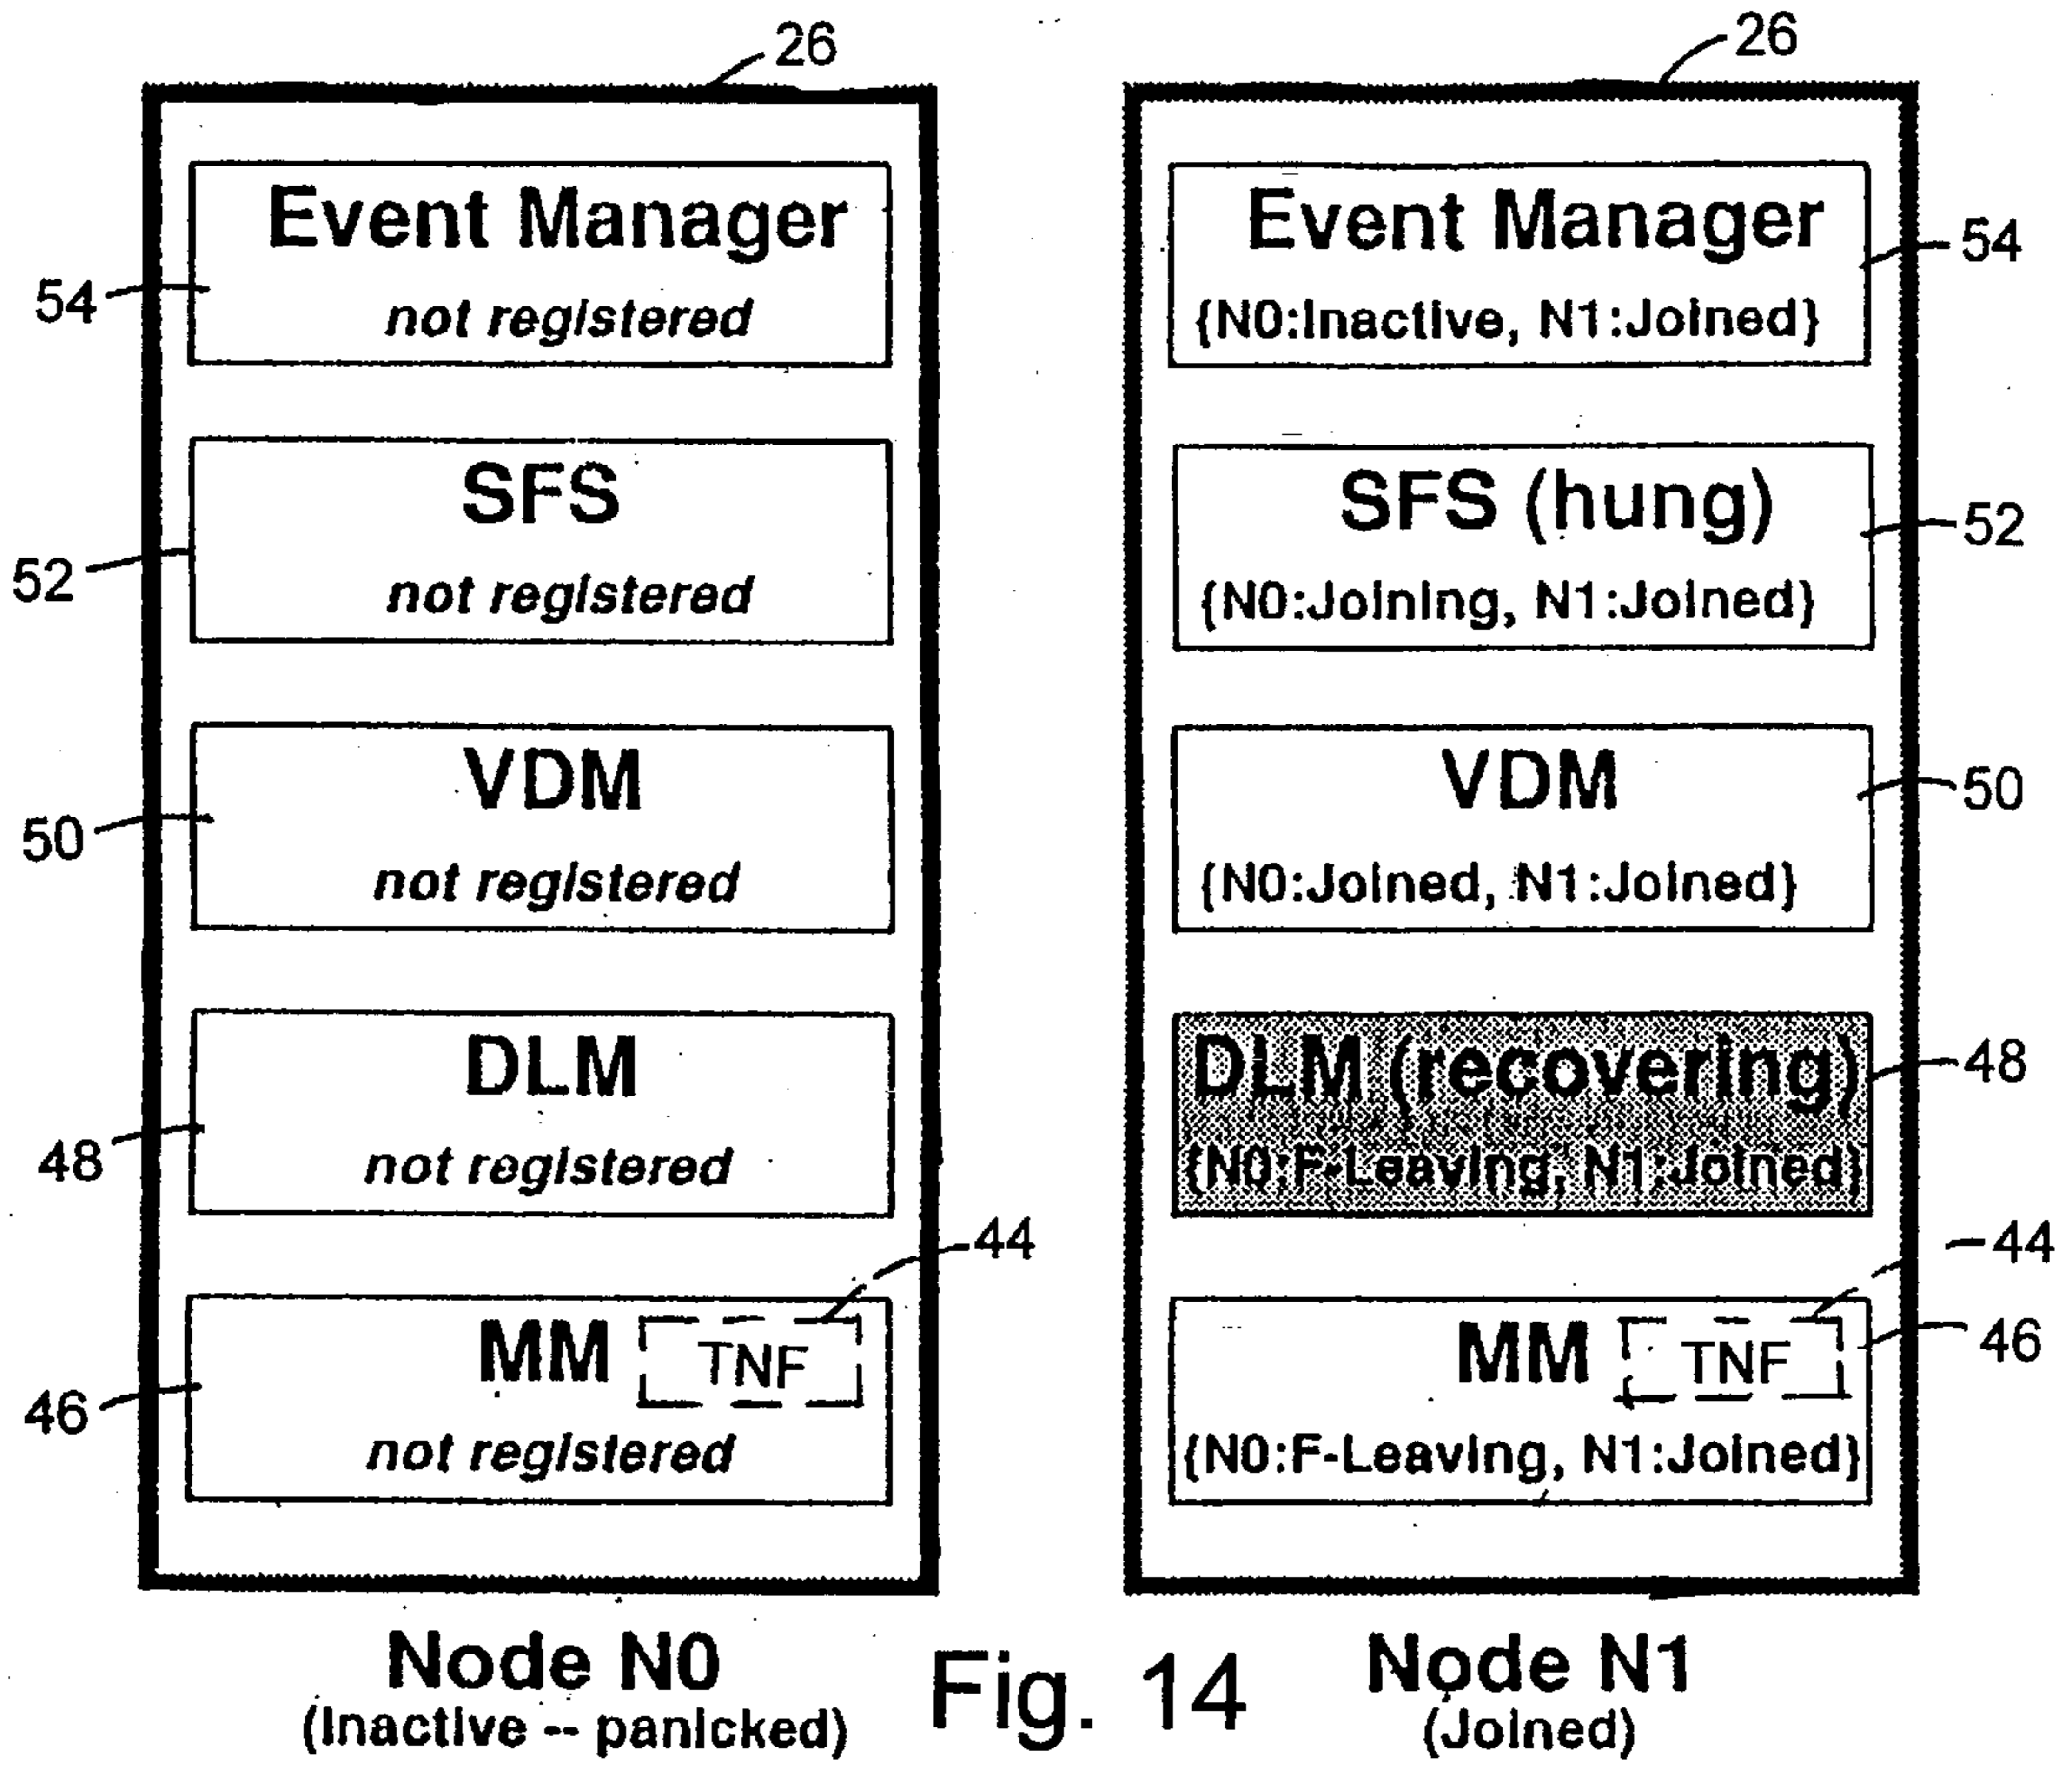 26
Event Manager
54
not registered
SFS
52
not registered
VDM
50
not registered
DLM
48
not registered
44
MM
TNF
46
not registered
Node N0
(Inactive -- panicked)
26
Event Manager
54
{N0:Inactive, N1:Joined}
SFS (hung)
52
{N0:Joining, N1:Joined}
VDM
50
{N0:Joined, N1:Joined}
DLM (recovering)
48
{N0:F-Leaving, N1:Joined}
44
MM
TNF
46
{N0:F-Leaving, N1:Joined}
Node N1
(Joined)
Fig. 14